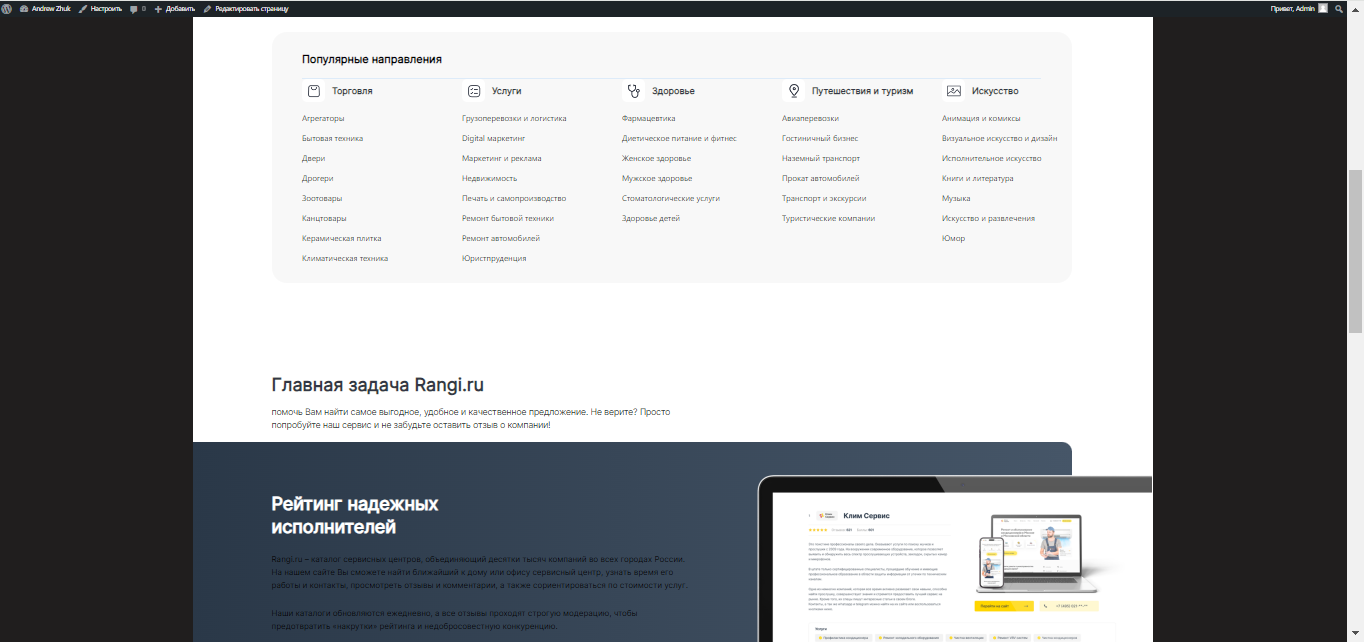 Andrew Zhuk Настроить 0 Добавить Редактировать страницу Привет, Admin
Популярные направления
Торговля
Агрегаторы
Бытовая техника
Двери
Дрогери
Зоотовары
Канцтовары
Керамическая плитка
Климатическая техника
Услуги
Грузоперевозки и логистика
Digital маркетинг
Маркетинг и реклама
Недвижимость
Печать и самопроизводство
Ремонт бытовой техники
Ремонт автомобилей
Юриспруденция
Здоровье
Фармацевтика
Диетическое питание и фитнес
Женское здоровье
Мужское здоровье
Стоматологические услуги
Здоровье детей
Путешествия и туризм
Авиаперевозки
Гостиничный бизнес
Наземный транспорт
Прокат автомобилей
Транспорт и экскурсии
Туристические компании
Искусство
Анимация и комиксы
Визуальное искусство и дизайн
Исполнительное искусство
Книги и литература
Музыка
Искусство и развлечения
Юмор
Главная задача Rangi.ru
помочь Вам найти самое выгодное, удобное и качественное предложение. Не верите? Просто
попробуйте наш сервис и не забудьте оставить отзыв о компании!
Рейтинг надежных
исполнителей
Rangi.ru – каталог сервисных центров, объединяющий десятки тысяч компаний во всех городах России.
На нашем сайте Вы сможете найти ближайший к дому или офису сервисный центр, узнать время его
работы и контакты, просмотреть отзывы и комментарии, а также сориентироваться по стоимости услуг.
Наши каталоги обновляются ежедневно, а все отзывы проходят строгую модерацию, чтобы
предотвратить «накрутки» рейтинга и недобросовестную конкуренцию.
Клим Сервис
Перейти на сайт
Услуги